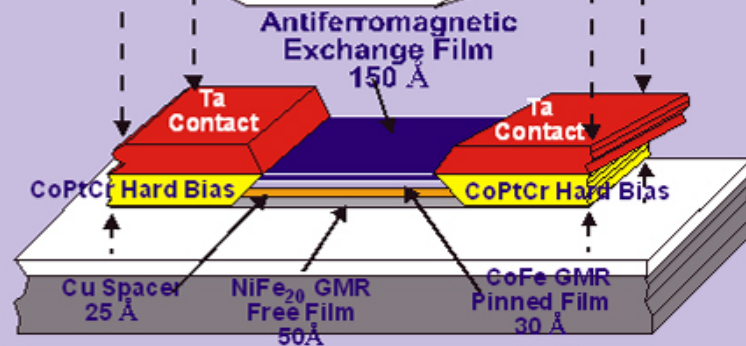 Antiferromagnetic
Exchange Film
150 Å
Ta
Contact
Ta
Contact
CoPtCr Hard Bias
CoPtCr Hard Bias
Cu Spacer
25 Å
NiFe₂₀ GMR
Free Film
50Å
CoFe GMR
Pinned Film
30 Å